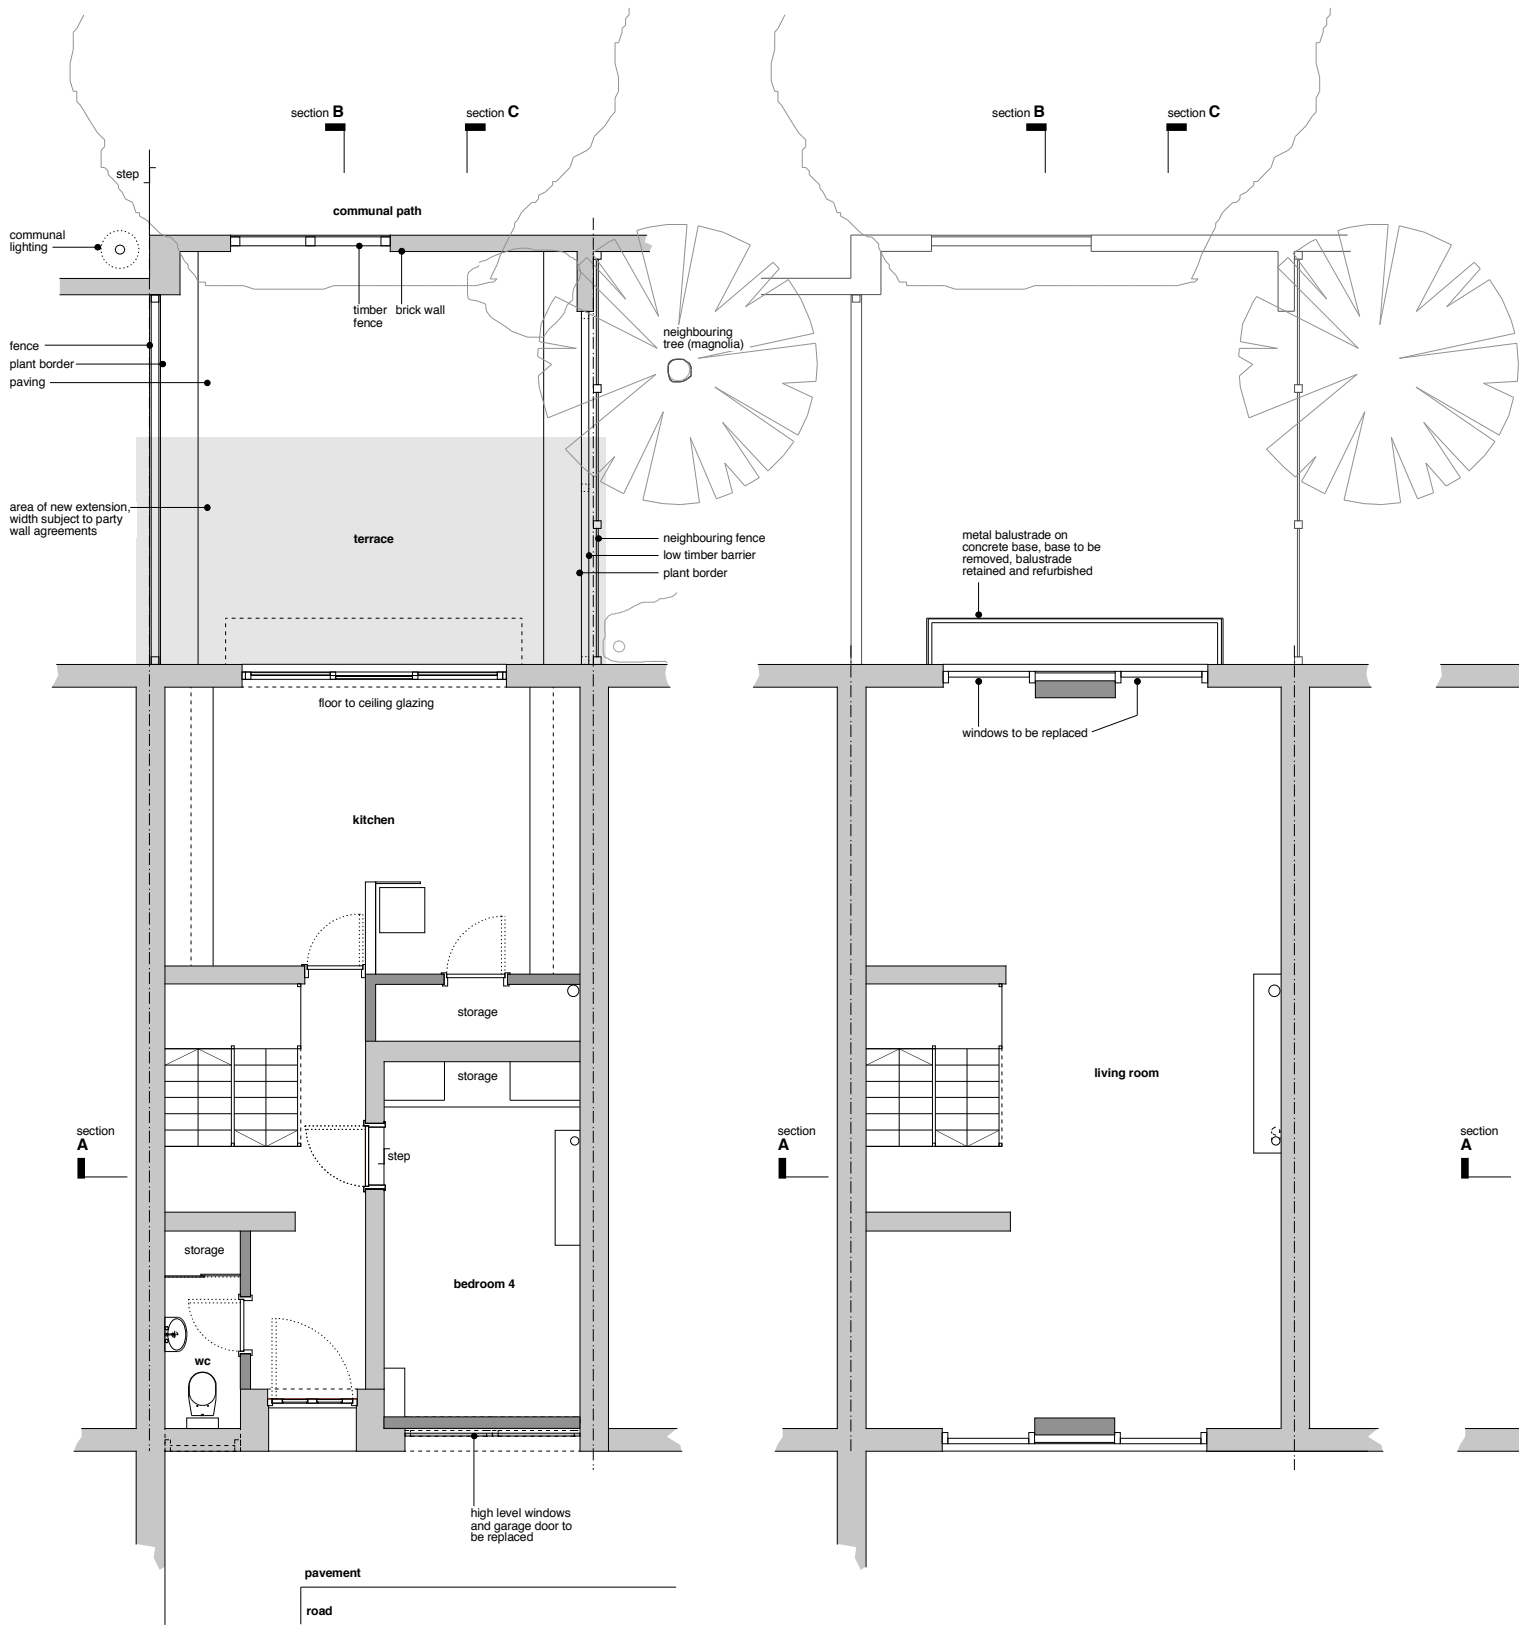 section B
section C
section B
section C
step
communal path
communal
lighting
timber
fence
brick wall
neighbouring
tree (magnolia)
fence
plant border
paving
area of new extension,
width subject to party
wall agreements
terrace
neighbouring fence
low timber barrier
plant border
metal balustrade on
concrete base, base to be
removed, balustrade
retained and refurbished
floor to ceiling glazing
windows to be replaced
kitchen
storage
storage
living room
section
A
step
section
A
section
A
storage
bedroom 4
wc
high level windows
and garage door to
be replaced
pavement
road